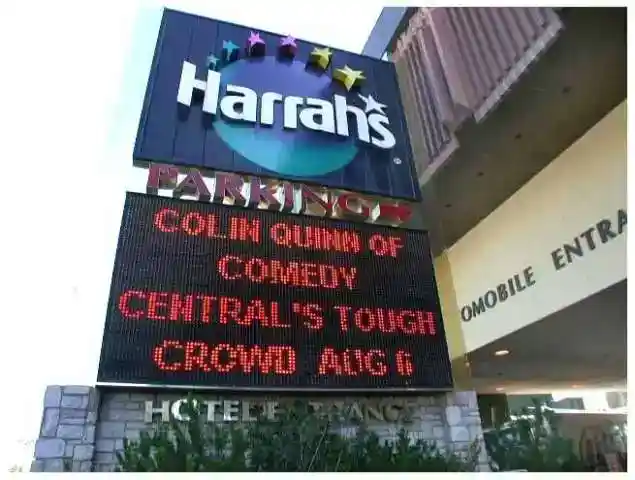 Harrah's
PARKING
COLIN QUINN OF
COMEDY
CENTRAL'S TOUGH
CROWD AUG 6
HOTEL ENTRANCE
OMOBILE ENTRA